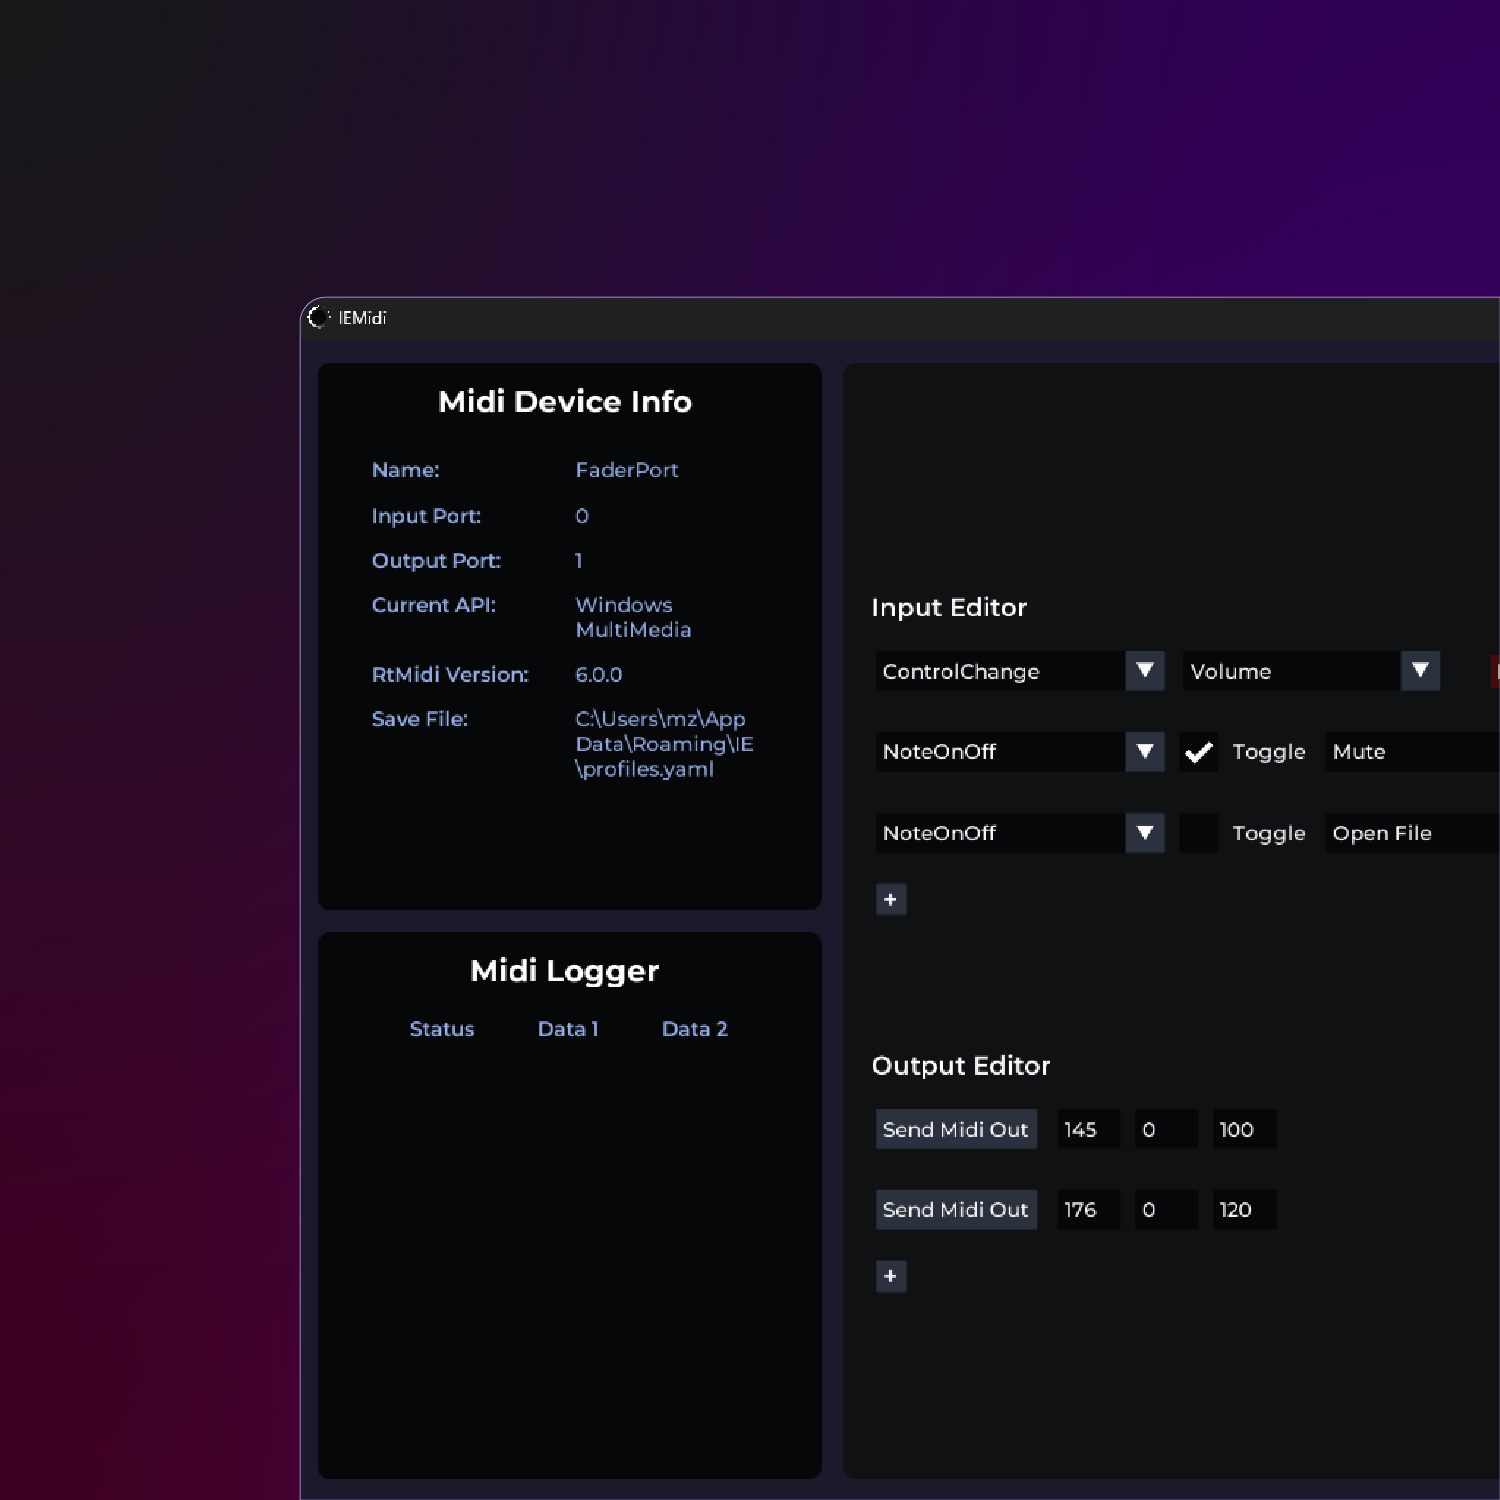 IEMidi
Midi Device Info
Name: FaderPort
Input Port: 0
Output Port: 1
Current API: Windows
MultiMedia
RtMidi Version: 6.0.0
Save File: C:\Users\mz\App
Data\Roaming\IE
\profiles.yaml
Midi Logger
Status Data 1 Data 2
Input Editor
ControlChange Volume
NoteOnOff Toggle Mute
NoteOnOff Toggle Open File
+
Output Editor
Send Midi Out 145 0 100
Send Midi Out 176 0 120
+